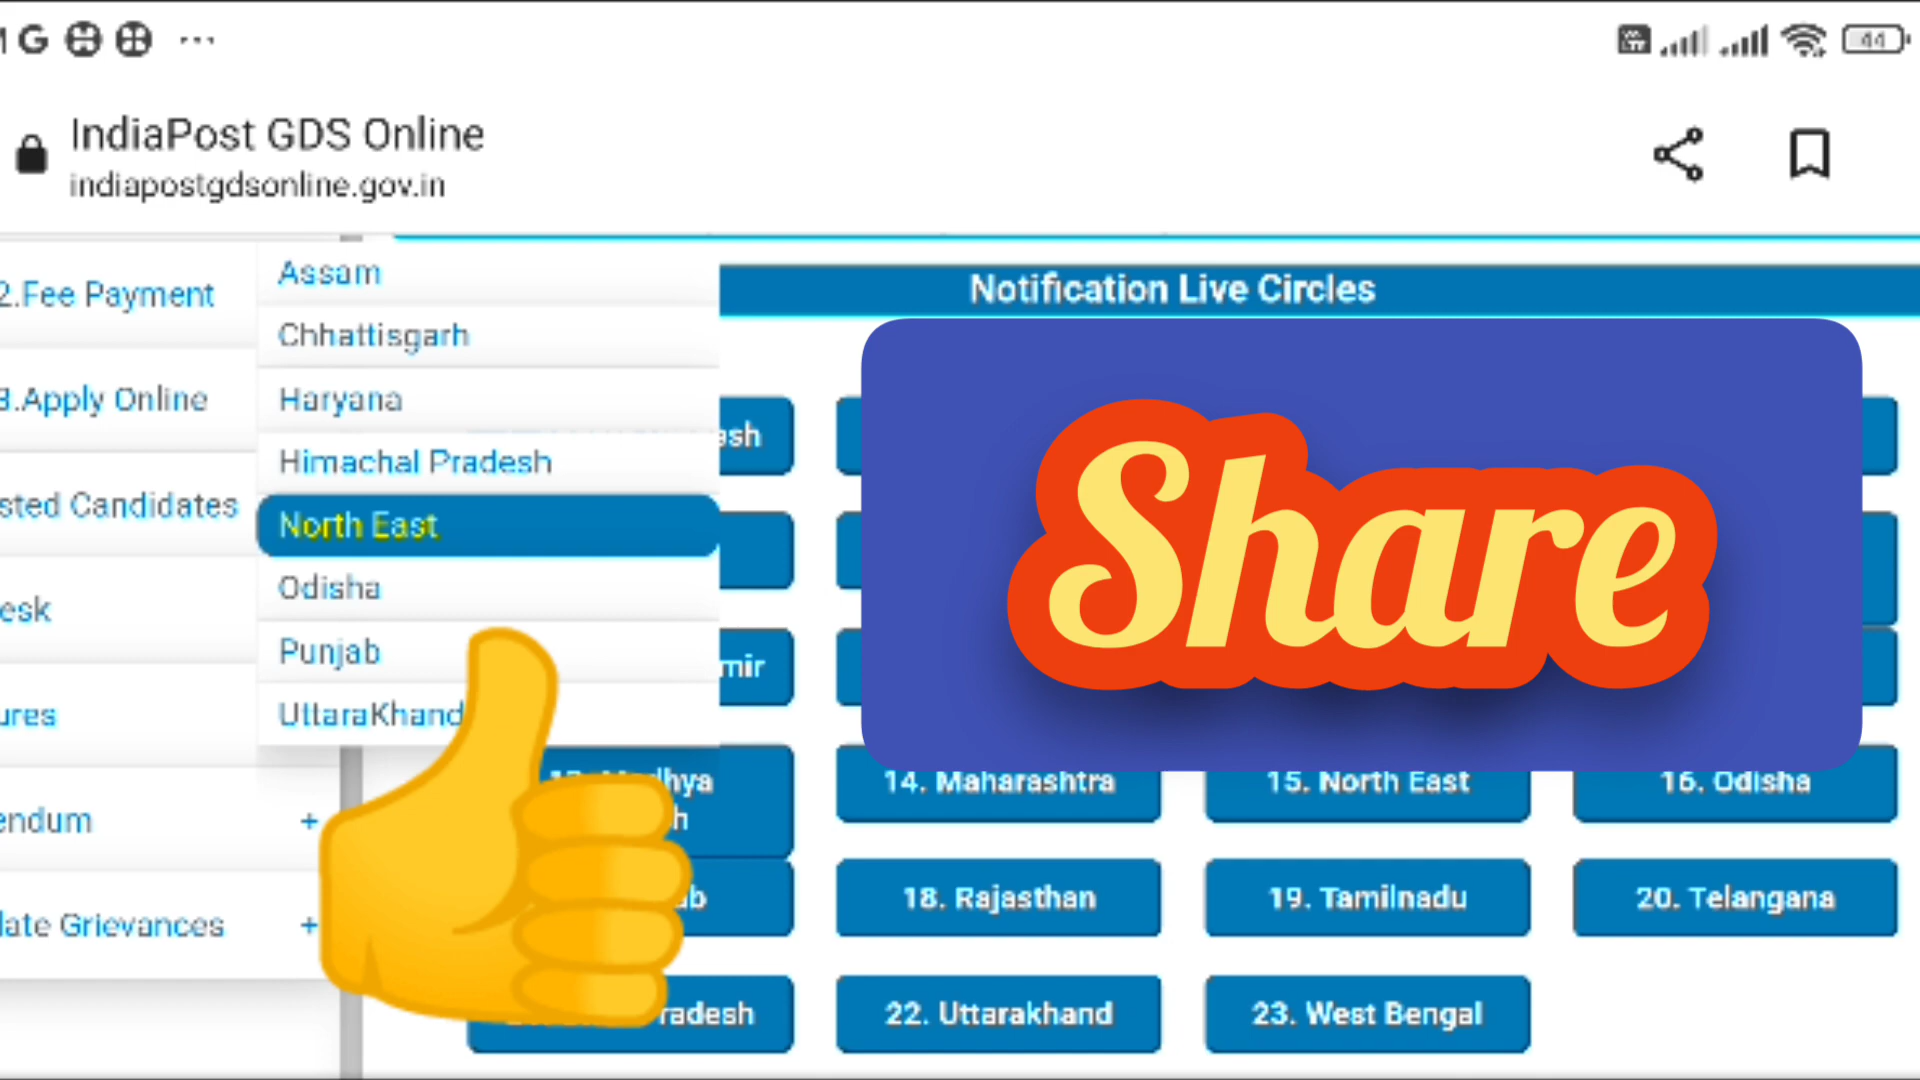 G
44
IndiaPost GDS Online
indiapostgdsonline.gov.in
2.Fee Payment
3.Apply Online
sted Candidates
esk
ures
endum +
late Grievances +
Assam
Chhattisgarh
Haryana
Himachal Pradesh
North East
Odisha
Punjab
UttaraKhand
Notification Live Circles
Share
14. Maharashtra
15. North East
16. Odisha
18. Rajasthan
19. Tamilnadu
20. Telangana
radesh
22. Uttarakhand
23. West Bengal